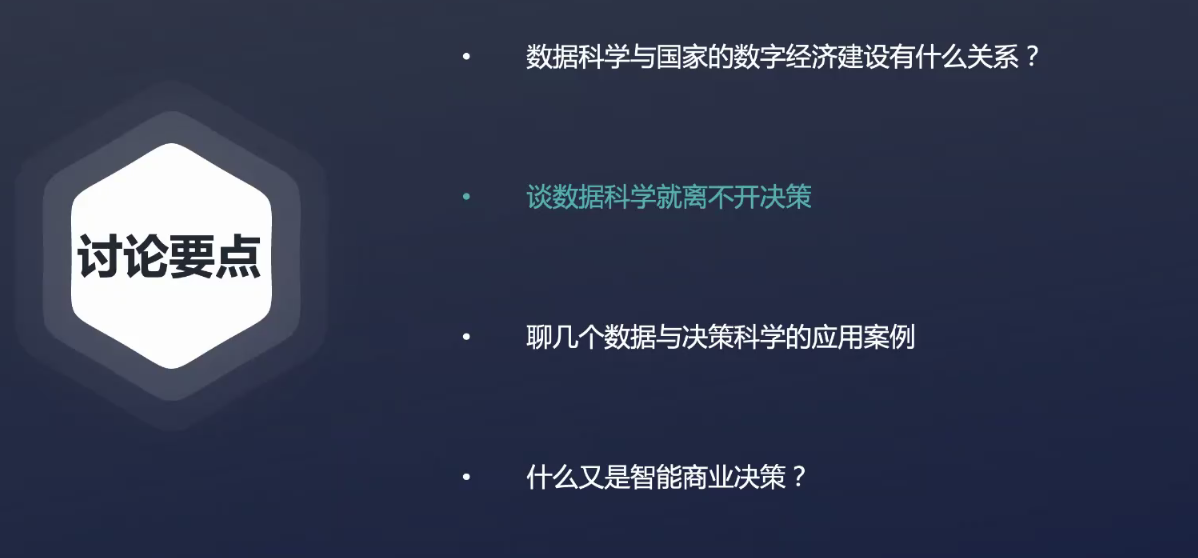 讨论要点
• 数据科学与国家的数字经济建设有什么关系？
• 谈数据科学就离不开决策
• 聊几个数据与决策科学的应用案例
• 什么又是智能商业决策？